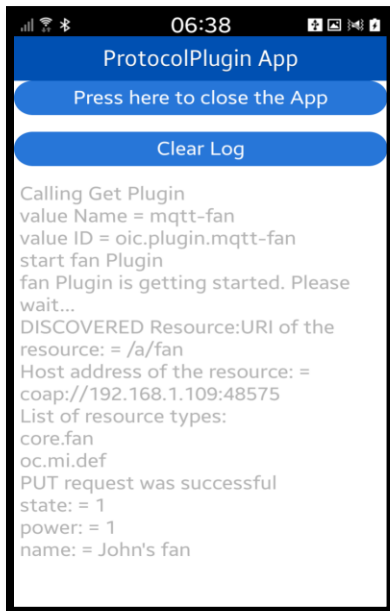 06:38
ProtocolPlugin App
Press here to close the App
Clear Log
Calling Get Plugin
value Name = mqtt-fan
value ID = oic.plugin.mqtt-fan
start fan Plugin
fan Plugin is getting started. Please
wait...
DISCOVERED Resource:URI of the
resource: = /a/fan
Host address of the resource: =
coap://192.168.1.109:48575
List of resource types:
core.fan
oc.mi.def
PUT request was successful
state: = 1
power: = 1
name: = John's fan